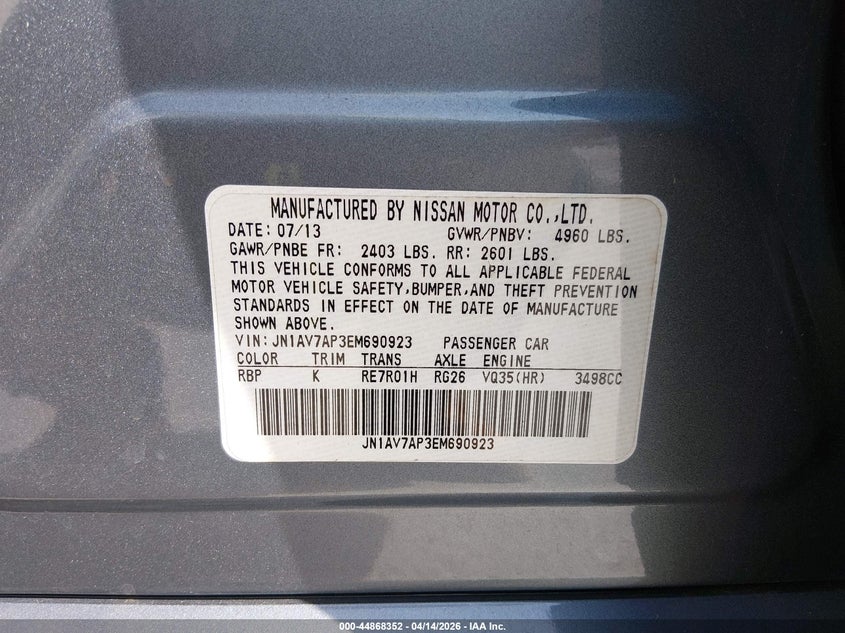 MANUFACTURED BY NISSAN MOTOR CO.,LTD.
DATE: 07/13 GVWR/PNBV: 4960 LBS.
GAWR/PNBE FR: 2403 LBS. RR: 2601 LBS.
THIS VEHICLE CONFORMS TO ALL APPLICABLE FEDERAL
MOTOR VEHICLE SAFETY,BUMPER,AND THEFT PREVENTION
STANDARDS IN EFFECT ON THE DATE OF MANUFACTURE
SHOWN ABOVE.
VIN: JN1AV7AP3EM690923 PASSENGER CAR
COLOR TRIM TRANS AXLE ENGINE
RBP K RE7R01H RG26 VQ35(HR) 3498CC
JN1AV7AP3EM690923
000-44868352 | 04/14/2026 | IAA Inc.